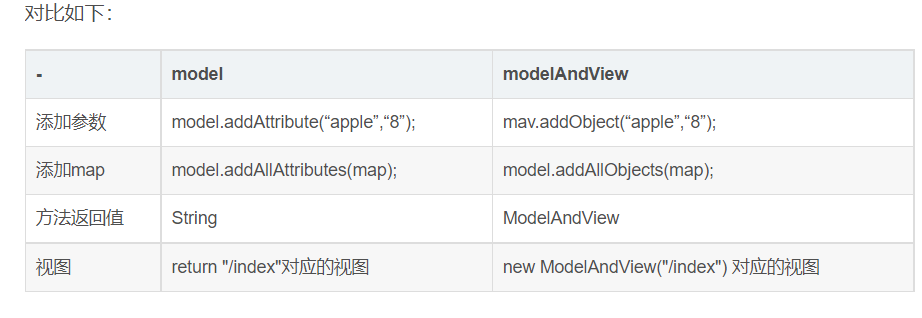 对比如下：
- model modelAndView
添加参数 model.addAttribute(“apple”,“8”); mav.addObject(“apple”,“8”);
添加map model.addAllAttributes(map); model.addAllObjects(map);
方法返回值 String ModelAndView
视图 return "/index"对应的视图 new ModelAndView("/index") 对应的视图